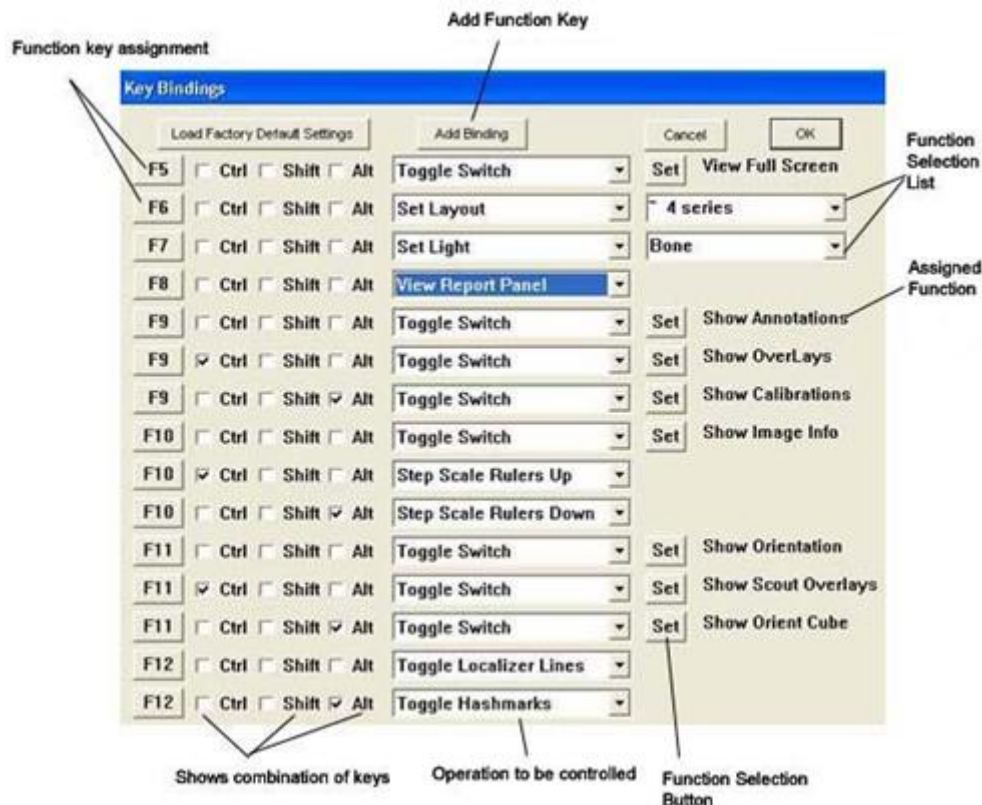 Add Function Key
Function key assignment
Key Bindings
Load Factory Default Settings Add Binding Cancel OK
Function
Selection
List
F5 Ctrl Shift Alt Toggle Switch Set View Full Screen
F6 Ctrl Shift Alt Set Layout 4 series
F7 Ctrl Shift Alt Set Light Bone
F8 Ctrl Shift Alt View Report Panel
Assigned
Function
F9 Ctrl Shift Alt Toggle Switch Set Show Annotations
F9 Ctrl Shift Alt Toggle Switch Set Show OverLays
F9 Ctrl Shift Alt Toggle Switch Set Show Calibrations
F10 Ctrl Shift Alt Toggle Switch Set Show Image Info
F10 Ctrl Shift Alt Step Scale Rulers Up
F10 Ctrl Shift Alt Step Scale Rulers Down
F11 Ctrl Shift Alt Toggle Switch Set Show Orientation
F11 Ctrl Shift Alt Toggle Switch Set Show Scout Overlays
F11 Ctrl Shift Alt Toggle Switch Set Show Orient Cube
F12 Ctrl Shift Alt Toggle Localizer Lines
F12 Ctrl Shift Alt Toggle Hashmarks
Shows combination of keys
Operation to be controlled
Function Selection
Button